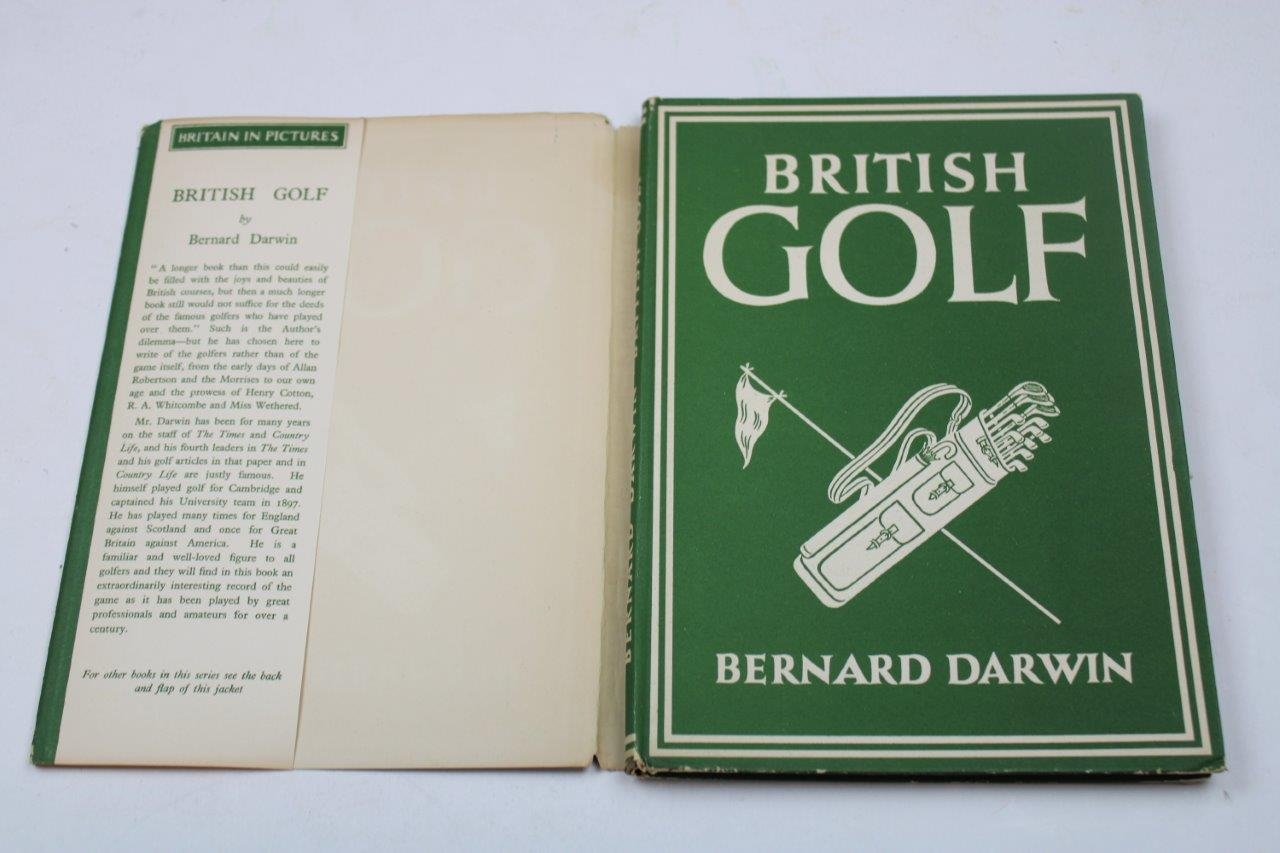 BRITAIN IN PICTURES
BRITISH GOLF
by
Bernard Darwin
"A longer book than this could easily
be filled with the joys and beauties of
British courses, but then a much longer
book still would not suffice for the deeds
of the famous golfers who have played
over them." Such is the Author's
dilemma—but he has chosen here to
write of the golfers rather than of the
game itself, from the early days of Allan
Robertson and the Morrises to our own
age and the prowess of Henry Cotton,
R. A. Whitcombe and Miss Wethered.
Mr. Darwin has been for many years
on the staff of The Times and Country
Life, and his fourth leaders in The Times
and his golf articles in that paper and in
Country Life are justly famous. He
himself played golf for Cambridge and
captained his University team in 1897.
He has played many times for England
against Scotland and once for Great
Britain against America. He is a
familiar and well-loved figure to all
golfers and they will find in this book an
extraordinarily interesting record of the
game as it has been played by great
professionals and amateurs for over a
century.
For other books in this series see the back
and flap of this jacket
BERNARD DARWIN BRITISH GOLF
BRITISH
GOLF
BERNARD DARWIN